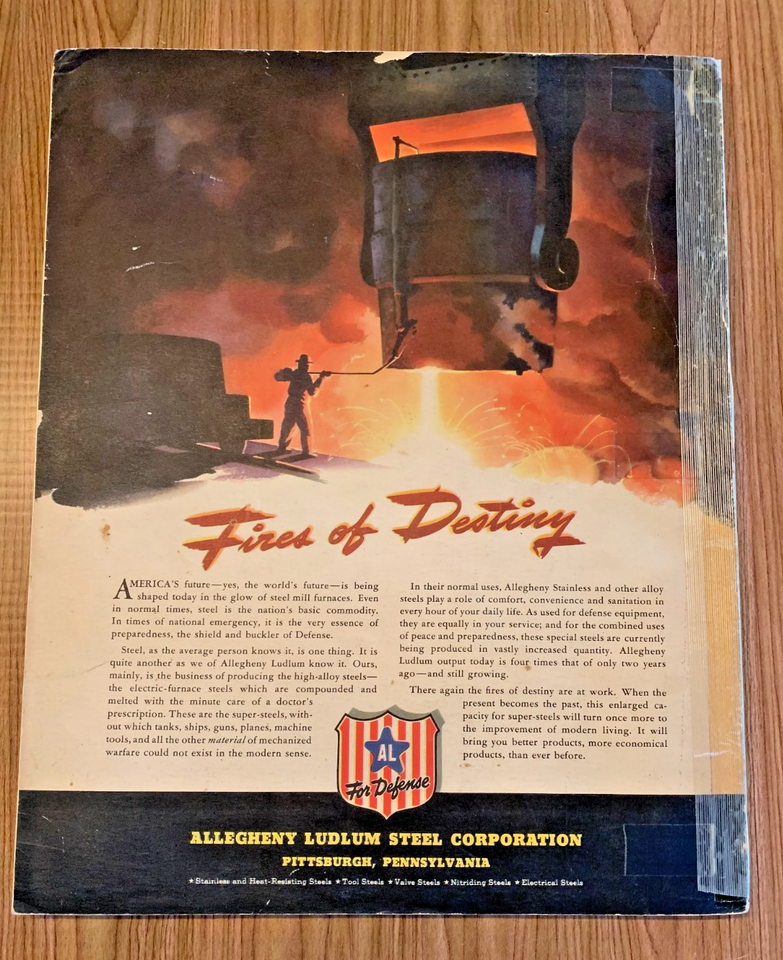 Fires of Destiny
AMERICA'S future—yes, the world's future—is being
shaped today in the glow of steel mill furnaces. Even
in normal times, steel is the nation's basic commodity.
In times of national emergency, it is the very essence of
preparedness, the shield and buckler of Defense.
Steel, as the average person knows it, is one thing. It is
quite another as we of Allegheny Ludlum know it. Ours,
mainly, is the business of producing the high-alloy steels—
the electric-furnace steels which are compounded and
melted with the minute care of a doctor's
prescription. These are the super-steels, with-
out which tanks, ships, guns, planes, machine
tools, and all the other material of mechanized
warfare could not exist in the modern sense.
In their normal uses, Allegheny Stainless and other alloy
steels play a role of comfort, convenience and sanitation in
every hour of your daily life. As used for defense equipment,
they are equally in your service; and for the combined uses
of peace and preparedness, these special steels are currently
being produced in vastly increased quantity. Allegheny
Ludlum output today is four times that of only two years
ago—and still growing.
There again the fires of destiny are at work. When the
present becomes the past, this enlarged ca-
pacity for super-steels will turn once more to
the improvement of modern living. It will
bring you better products, more economical
products, than ever before.
AL
For Defense
ALLEGHENY LUDLUM STEEL CORPORATION
PITTSBURGH, PENNSYLVANIA
★ Stainless and Heat-Resisting Steels ★ Tool Steels ★ Valve Steels ★ Nitriding Steels ★ Electrical Steels